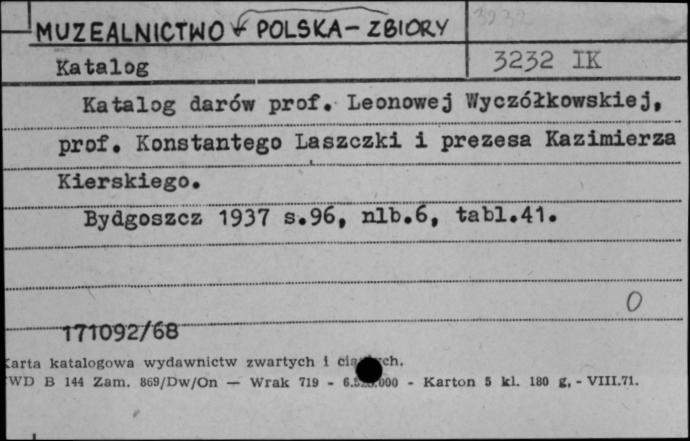 MUZEALNICTWO - POLSKA - ZBIORY
3232
Katalog
3232 IK
Katalog darów prof. Leonowej Wyczółkowskiej,
prof. Konstantego Laszczki i prezesa Kazimierza
Kierskiego.
Bydgoszcz 1937 s.96, nlb.6, tabl.41.
0
171092/68
Karta katalogowa wydawnictw zwartych i
WD B 144 Zam. 869/Dw/On — Wrak 719 - - Karton 5 kl. 180 g, - VIII.71.